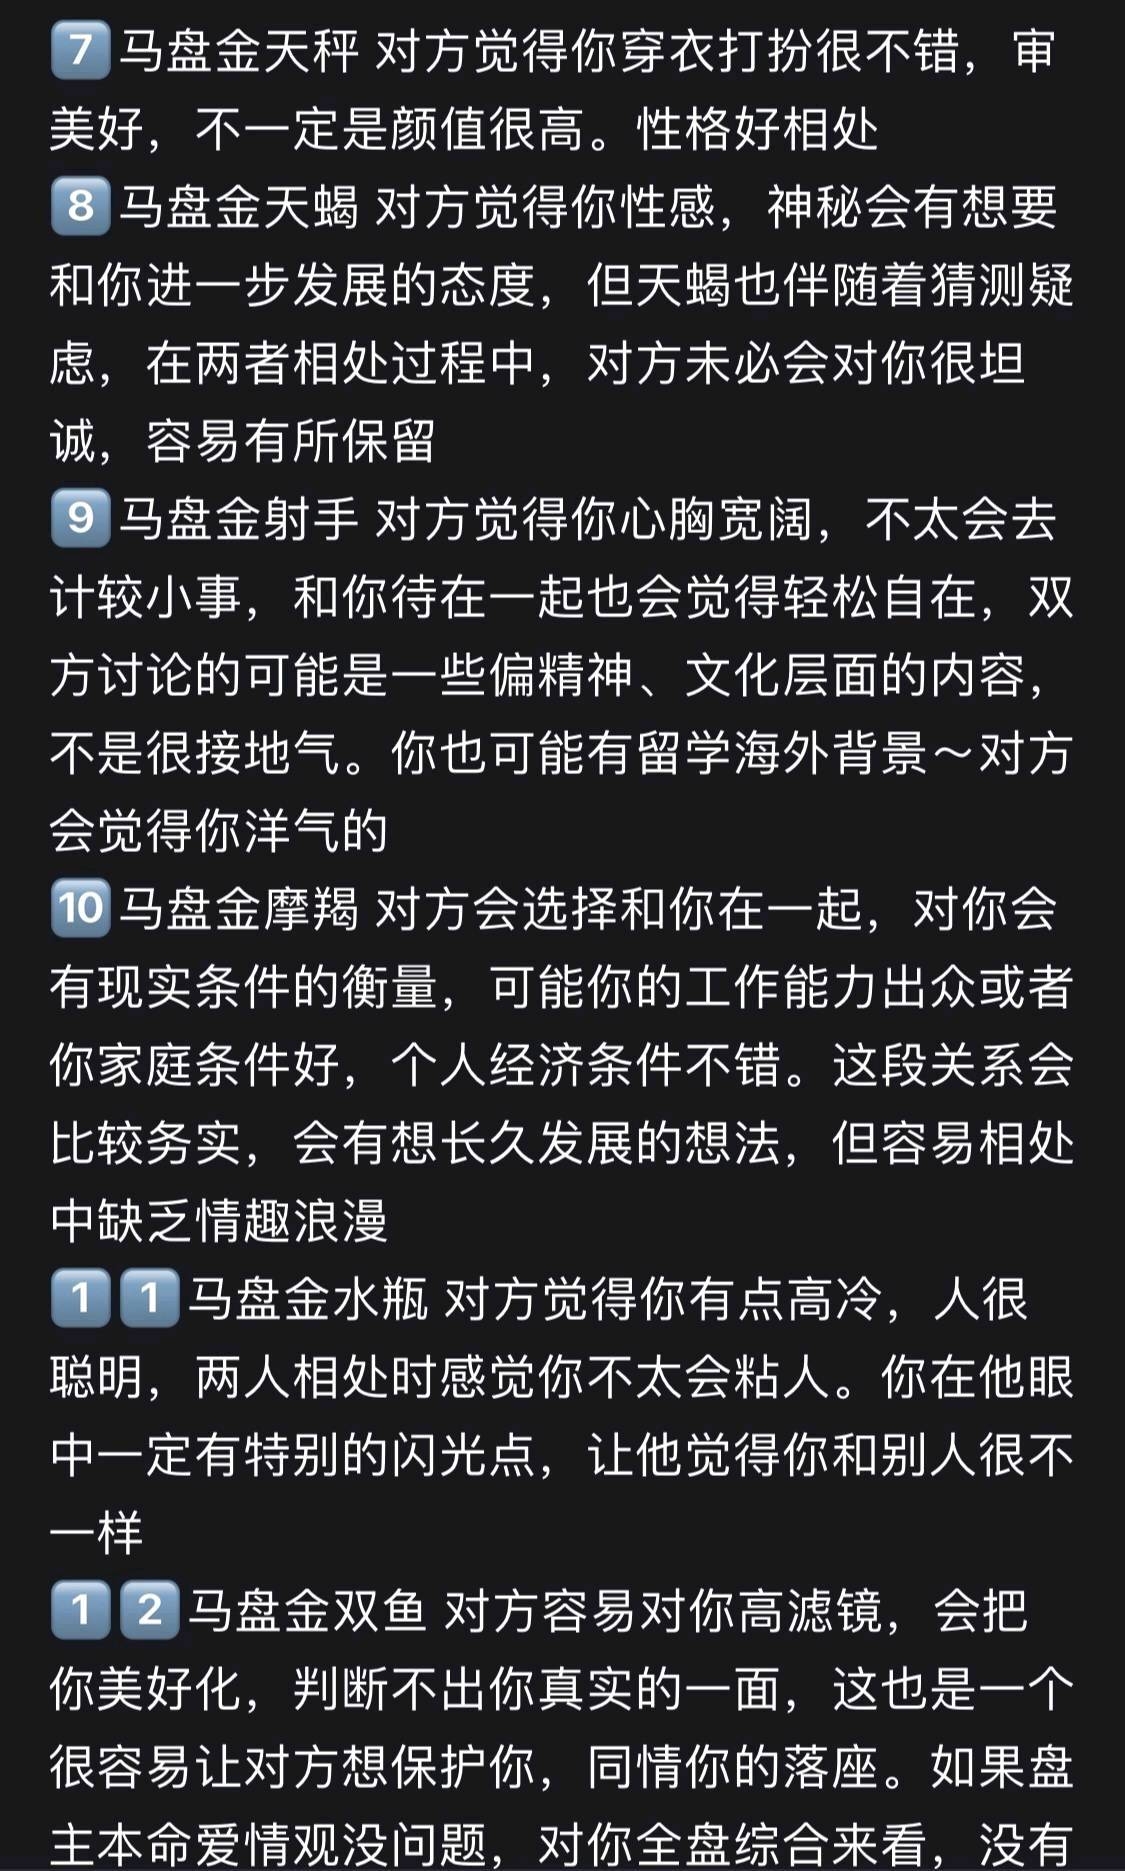 7️⃣马盘金天秤 对方觉得你穿衣打扮很不错，审
美好，不一定是颜值很高。性格好相处
8️⃣马盘金天蝎 对方觉得你性感，神秘会有想要
和你进一步发展的态度，但天蝎也伴随着猜测疑
虑，在两者相处过程中，对方未必会对你很坦
诚，容易有所保留
9️⃣马盘金射手 对方觉得你心胸宽阔，不太会去
计较小事，和你待在一起也会觉得轻松自在，双
方讨论的可能是一些偏精神、文化层面的内容，
不是很接地气。你也可能有留学海外背景～对方
会觉得你洋气的
🔟马盘金摩羯 对方会选择和你在一起，对你会
有现实条件的衡量，可能你的工作能力出众或者
你家庭条件好，个人经济条件不错。这段关系会
比较务实，会有想长久发展的想法，但容易相处
中缺乏情趣浪漫
1️⃣1️⃣马盘金水瓶 对方觉得你有点高冷，人很
聪明，两人相处时感觉你不太会粘人。你在他眼
中一定有特别的闪光点，让他觉得你和别人很不
一样
1️⃣2️⃣马盘金双鱼 对方容易对你高滤镜，会把
你美好化，判断不出你真实的一面，这也是一个
很容易让对方想保护你，同情你的落座。如果盘
主本命爱情观没问题，对你全盘综合来看，没有